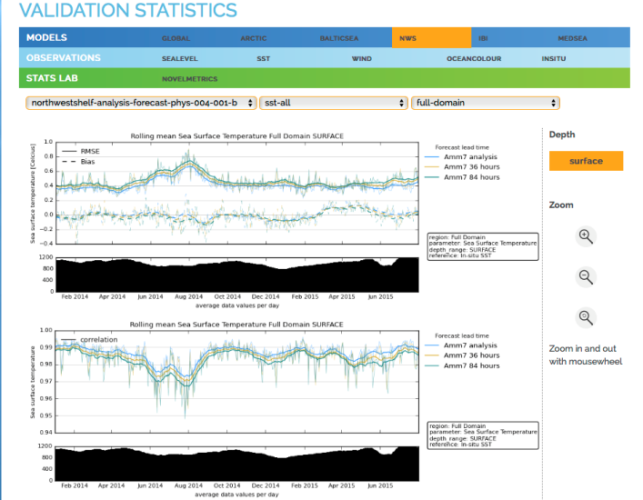 VALIDATION STATISTICS
MODELS GLOBAL ARCTIC BALTICSEA NWS IBI MEDSEA
OBSERVATIONS SEALEVEL SST WIND OCEANCOLOUR INSITU
STATS LAB NOVELMETRICS
northwestshelf-analysis-forecast-phys-004-001-b sst-all full-domain
Depth
surface
Zoom
Zoom in and out
with mousewheel
Rolling mean Sea Surface Temperature Full Domain SURFACE
Sea surface temperature [Celcius]
1.0
0.8
0.6
0.4
0.2
0.0
−0.2
−0.4
RMSE
Bias
Forecast lead time
Amm7 analysis
Amm7 36 hours
Amm7 84 hours
region: Full Domain
parameter: Sea Surface Temperature
depth_range: SURFACE
reference: In-situ SST
1200
800
400
0
Feb 2014 Apr 2014 Jun 2014 Aug 2014 Oct 2014 Dec 2014 Feb 2015 Apr 2015 Jun 2015
average data values per day
Rolling mean Sea Surface Temperature Full Domain SURFACE
Sea surface temperature
1.00
0.99
0.98
0.97
0.96
0.95
0.94
correlation
Forecast lead time
Amm7 analysis
Amm7 36 hours
Amm7 84 hours
region: Full Domain
parameter: Sea Surface Temperature
depth_range: SURFACE
reference: In-situ SST
1200
800
400
0
Feb 2014 Apr 2014 Jun 2014 Aug 2014 Oct 2014 Dec 2014 Feb 2015 Apr 2015 Jun 2015
average data values per day